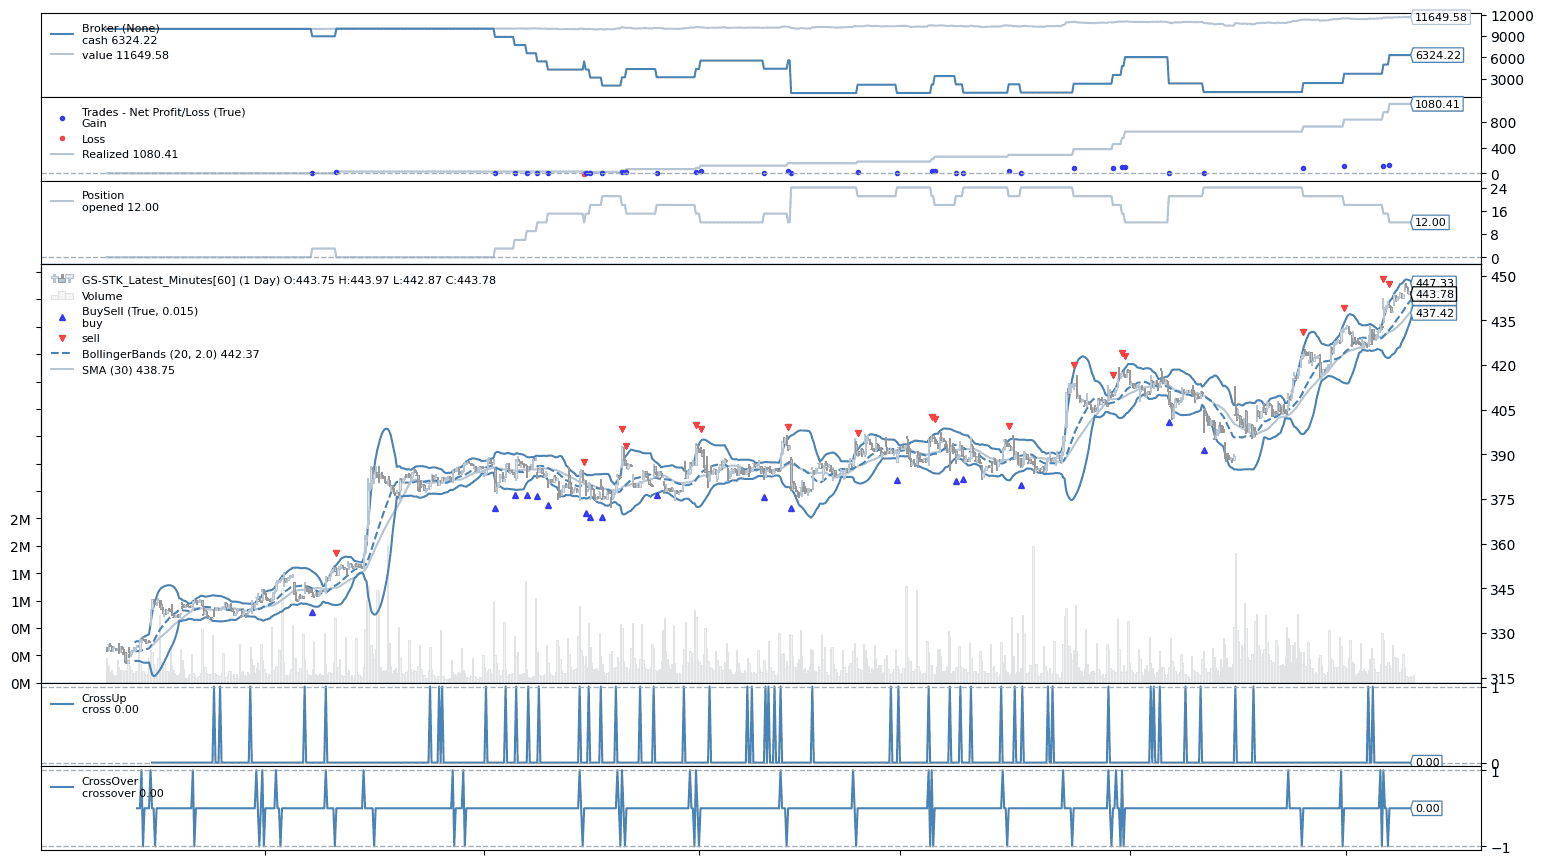 Broker (None)
cash 6324.22
value 11649.58
11649.58
6324.22
12000
9000
6000
3000
Trades - Net Profit/Loss (True)
Gain
Loss
Realized 1080.41
1080.41
800
400
0
Position
opened 12.00
12.00
24
16
8
0
GS-STK_Latest_Minutes[60] (1 Day) O:443.75 H:443.97 L:442.87 C:443.78
Volume
BuySell (True, 0.015)
buy
sell
BollingerBands (20, 2.0) 442.37
SMA (30) 438.75
447.33
443.78
437.42
450
435
420
405
390
375
360
345
330
315
2M
2M
1M
1M
0M
0M
0M
CrossUp
cross 0.00
0.00
1
0
CrossOver
crossover 0.00
0.00
1
−1